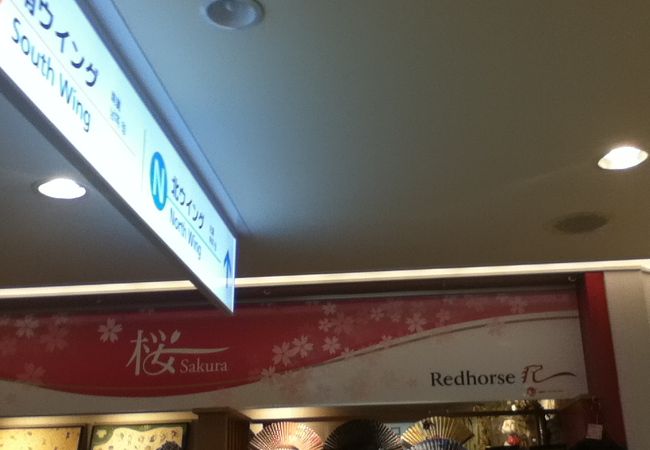 南ウイング
South Wing
N
北ウイング
North Wing
桜 Sakura
Redhorse